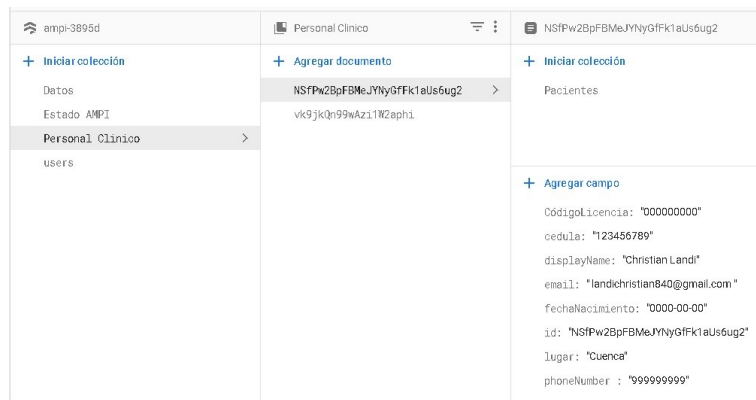 ampi-3895d
Iniciar colección
Datos
Estado AMPI
Personal Clinico
users
Personal Clinico
Agregar documento
NSfPw2BpFBMeJYNyGfFk1aUs6ug2
vk9jkQn99wAzi1W2aphi
NSfPw2BpFBMeJYNyGfFk1aUs6ug2
Iniciar colección
Pacientes
Agregar campo
CódigoLicencia: "000000000"
cedula: "123456789"
displayName: "Christian Landi"
email: "landichristian840@gmail.com"
fechaNacimiento: "0000-00-00"
id: "NSfPw2BpFBMeJYNyGfFk1aUs6ug2"
lugar: "Cuenca"
phoneNumber : "999999999"